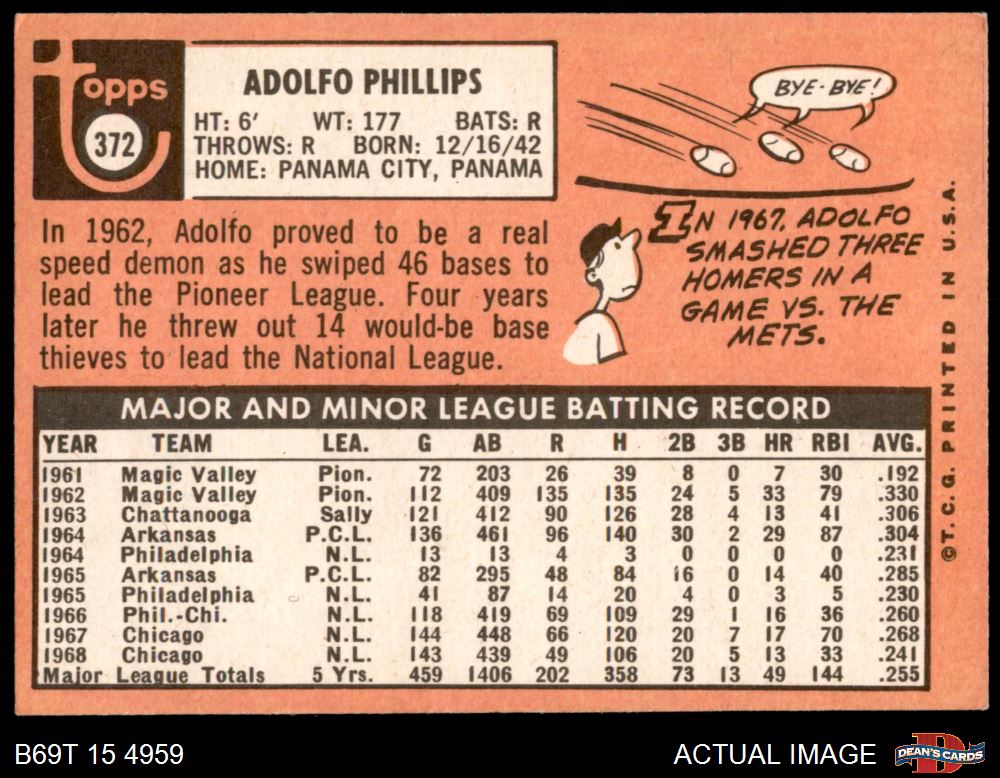 Topps
372
ADOLFO PHILLIPS
HT: 6' WT: 177 BATS: R
THROWS: R BORN: 12/16/42
HOME: PANAMA CITY, PANAMA
In 1962, Adolfo proved to be a real
speed demon as he swiped 46 bases to
lead the Pioneer League. Four years
later he threw out 14 would-be base
thieves to lead the National League.
BYE-BYE!
IN 1967, ADOLFO
SMASHED THREE
HOMERS IN A
GAME VS. THE
METS.
MAJOR AND MINOR LEAGUE BATTING RECORD
YEAR TEAM LEA. G AB R H 2B 3B HR RBI AVG.
1961 Magic Valley Pion. 72 203 26 39 8 0 7 30 .192
1962 Magic Valley Pion. 112 409 135 135 24 5 33 79 .330
1963 Chattanooga Sally 121 412 90 126 28 4 13 41 .306
1964 Arkansas P.C.L. 136 461 96 140 30 2 29 87 .304
1964 Philadelphia N.L. 13 13 4 3 0 0 0 0 .231
1965 Arkansas P.C.L. 82 295 48 84 16 0 14 40 .285
1965 Philadelphia N.L. 41 87 14 20 4 0 3 5 .230
1966 Phil.-Chi. N.L. 118 419 69 109 29 1 16 36 .260
1967 Chicago N.L. 144 448 66 120 20 7 17 70 .268
1968 Chicago N.L. 143 439 49 106 20 5 13 33 .241
Major League Totals 5 Yrs. 459 1406 202 358 73 13 49 144 .255
©T. C. G. PRINTED IN U.S.A.
B69T 15 4959
ACTUAL IMAGE
DEAN'S CARDS